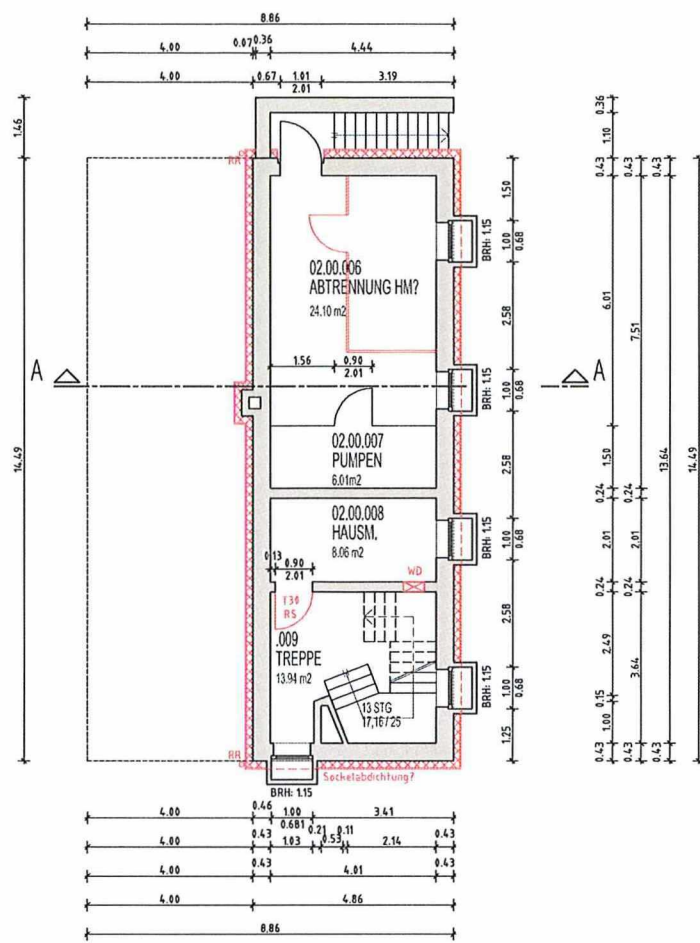 8.86
4.00 0.07 0.36 4.44
4.00 0.67 1.01 3.19
2.01
1.46
14.49
RR
02.00.006
ABTRENNUNG HM?
24.10 m2
1.56 0.90
2.01
A
A
02.00.007
PUMPEN
6.01m2
02.00.008
HAUSM.
8.06 m2
0.13 0.90
2.01
WD
T30
RS
.009
TREPPE
13.94 m2
13 STG
17,16 / 25
RR
Sockelabdichtung?
BRH: 1.15
BRH: 1.15
BRH: 1.15
BRH: 1.15
BRH: 1.15
1.50
1.00
0.68
2.58
1.00
0.68
2.58
1.00
0.68
2.58
1.00
0.68
1.25
0.36
1.10
0.43
6.01
1.50
0.24
2.01
0.24
2.49
0.15
1.00
0.43
0.43
7.51
0.24
2.01
0.24
3.64
0.43
0.43
13.64
0.43
14.49
0.46
4.00 1.00 3.41
0.681 0.21 0.11
4.00 0.43 1.03 0.53 2.14 0.43
4.00 0.43 4.01 0.43
4.00 4.86
8.86